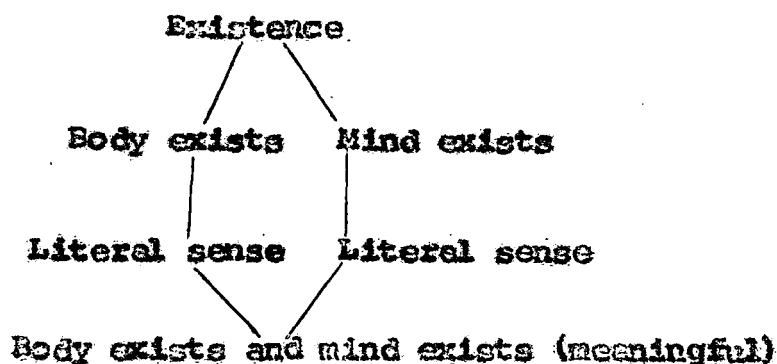 Existence
Body exists Mind exists
Literal sense Literal sense
Body exists and mind exists (meaningful)